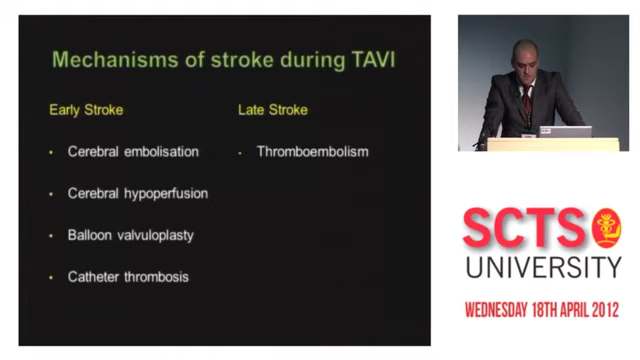 Mechanisms of stroke during TAVI
Early Stroke
Late Stroke
• Cerebral embolisation
• Thromboembolism
• Cerebral hypoperfusion
• Balloon valvuloplasty
• Catheter thrombosis
SCTS
UNIVERSITY
WEDNESDAY 18TH APRIL 2012